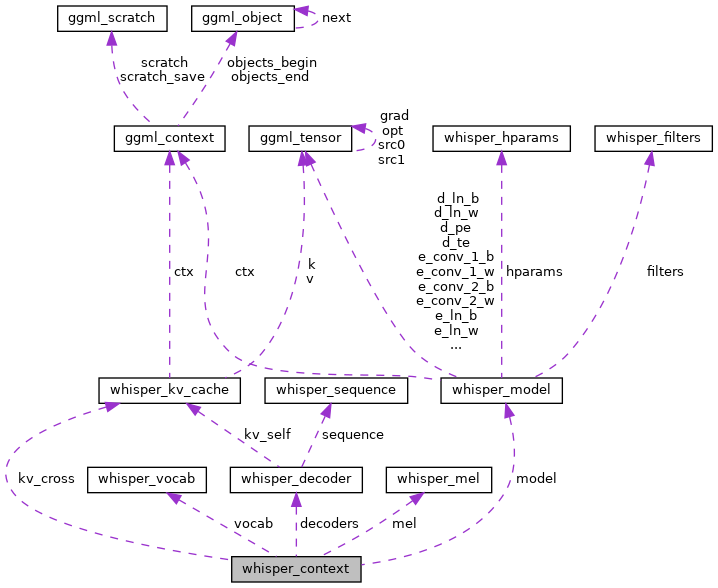 ggml_scratch
ggml_object
next
scratch
scratch_save
objects_begin
objects_end
ggml_context
ggml_tensor
grad
opt
src0
src1
whisper_hparams
whisper_filters
ctx
ctx
k
v
d_ln_b
d_ln_w
d_pe
d_te
e_conv_1_b
e_conv_1_w
e_conv_2_b
e_conv_2_w
e_ln_b
e_ln_w
...
hparams
filters
whisper_kv_cache
whisper_sequence
whisper_model
kv_self
sequence
kv_cross
whisper_vocab
whisper_decoder
whisper_mel
model
vocab
decoders
mel
whisper_context